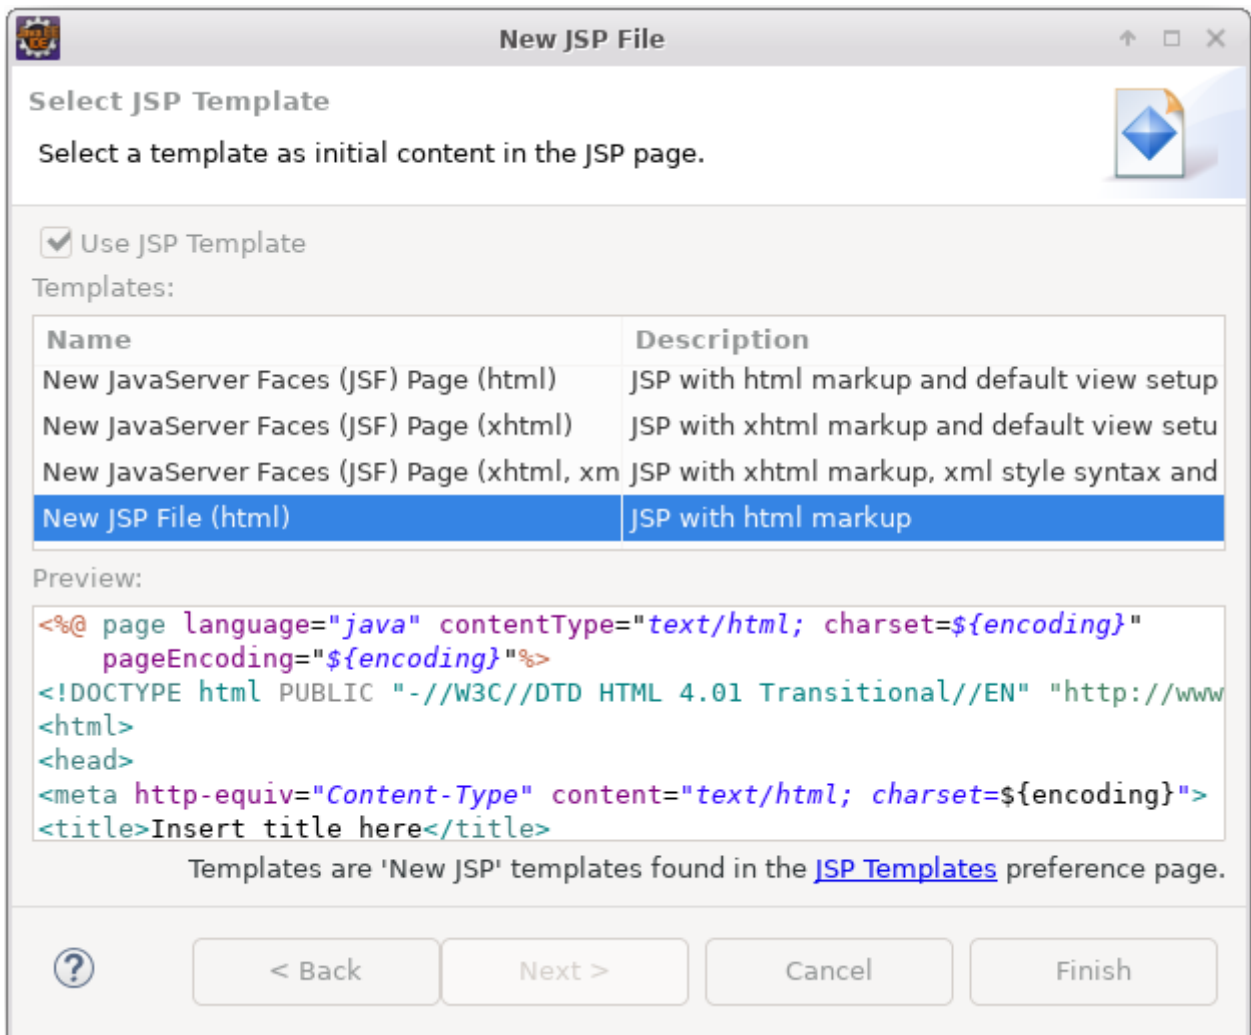 New JSP File
Select JSP Template
Select a template as initial content in the JSP page.
Use JSP Template
Templates:
Name Description
New JavaServer Faces (JSF) Page (html) JSP with html markup and default view setup
New JavaServer Faces (JSF) Page (xhtml) JSP with xhtml markup and default view setu
New JavaServer Faces (JSF) Page (xhtml, xm JSP with xhtml markup, xml style syntax and
New JSP File (html) JSP with html markup
Preview:
<%@ page language="java" contentType="text/html; charset=${encoding}"
    pageEncoding="${encoding}"%>
<!DOCTYPE html PUBLIC "-//W3C//DTD HTML 4.01 Transitional//EN" "http://www
<html>
<head>
<meta http-equiv="Content-Type" content="text/html; charset=${encoding}">
<title>Insert title here</title>
Templates are 'New JSP' templates found in the JSP Templates preference page.
? < Back Next > Cancel Finish